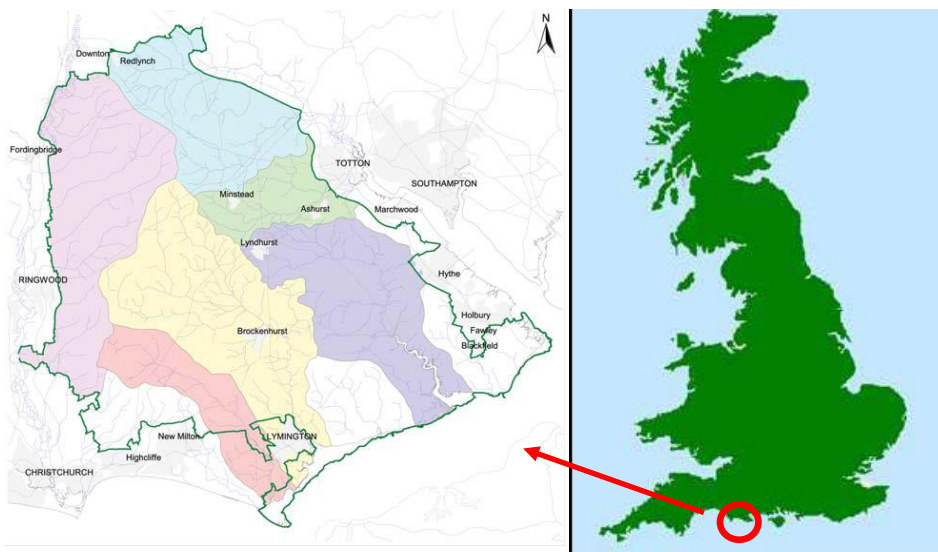 N
Downton
Redlynch
Fordingbridge
TOTTON
SOUTHAMPTON
Minstead
Ashurst
Marchwood
Lyndhurst
Hythe
RINGWOOD
Holbury
Brockenhurst
Fawley
Blackfield
New Milton
LYMINGTON
Highcliffe
CHRISTCHURCH